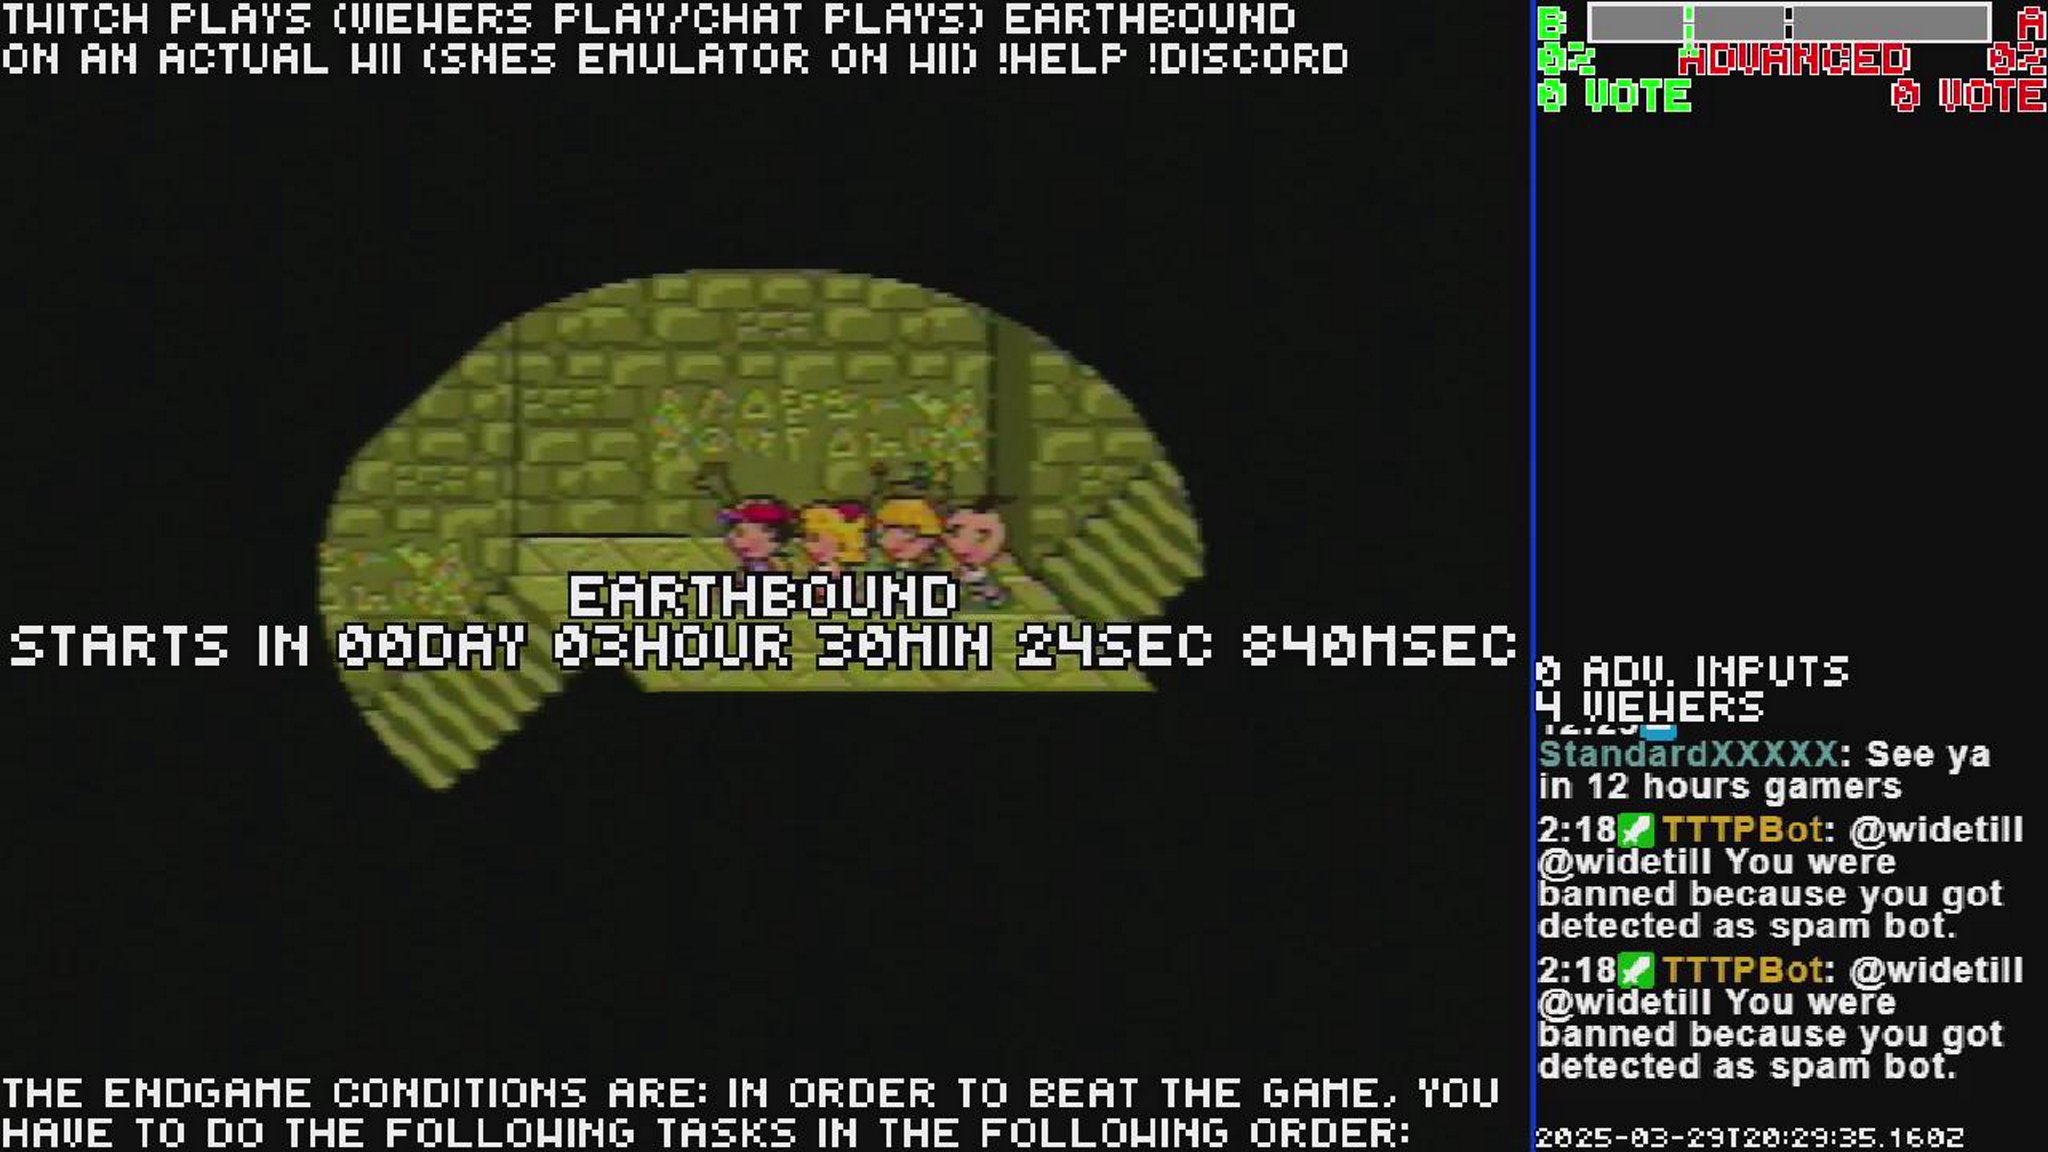 TWITCH PLAYS (VIEWERS PLAY/CHAT PLAYS) EARTHBOUND
ON AN ACTUAL WII (SNES EMULATOR ON WII) !HELP !DISCORD
B A
0% ADVANCED 0%
0 VOTE 0 VOTE
EARTHBOUND
STARTS IN 00DAY 03HOUR 30MIN 24SEC 840MSEC
0 ADV. INPUTS
4 VIEWERS
StandardXXXXX: See ya
in 12 hours gamers
2:18 TTTPBot: @widetill
@widetill You were
banned because you got
detected as spam bot.
2:18 TTTPBot: @widetill
@widetill You were
banned because you got
detected as spam bot.
THE ENDGAME CONDITIONS ARE: IN ORDER TO BEAT THE GAME, YOU
HAVE TO DO THE FOLLOWING TASKS IN THE FOLLOWING ORDER:
2025-03-29T20:29:35.160Z